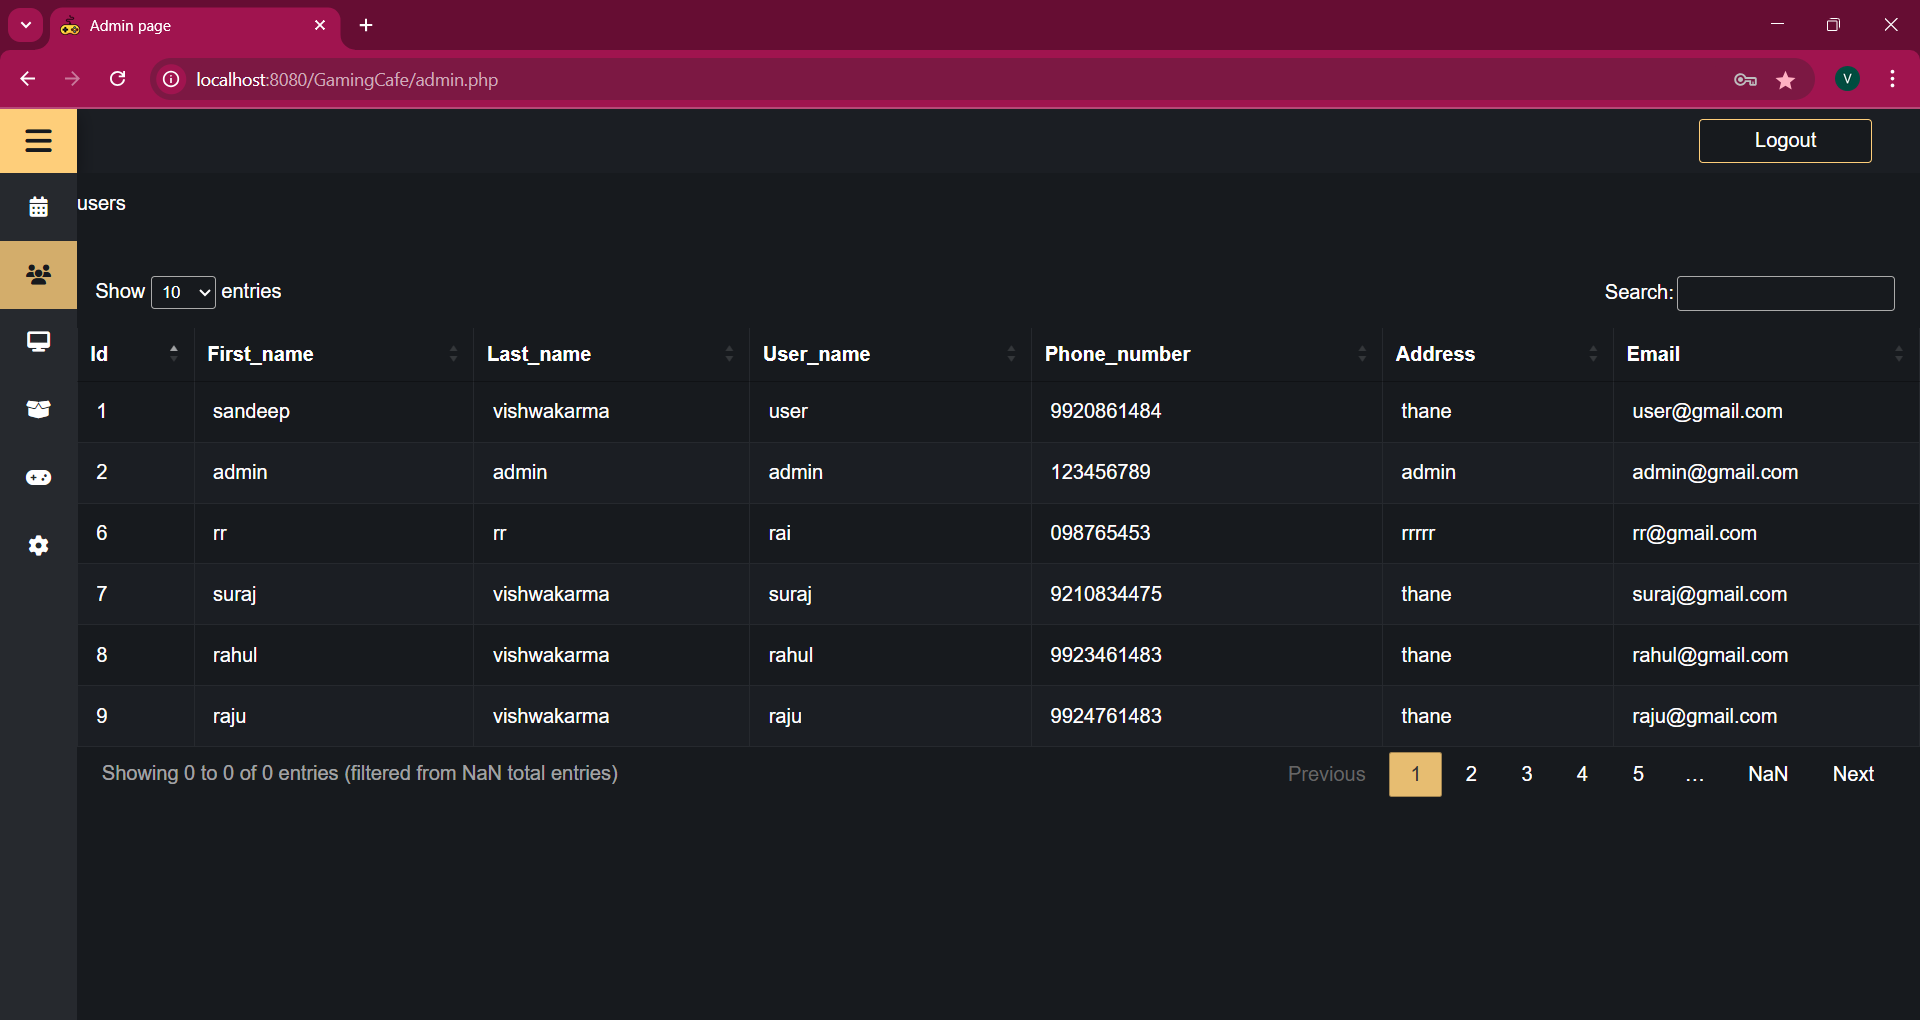 Admin page
localhost:8080/GamingCafe/admin.php
V
Logout
users
Show 10 entries
Search:
Id First_name Last_name User_name Phone_number Address Email
1 sandeep vishwakarma user 9920861484 thane user@gmail.com
2 admin admin admin 123456789 admin admin@gmail.com
6 rr rr rai 098765453 rrrrr rr@gmail.com
7 suraj vishwakarma suraj 9210834475 thane suraj@gmail.com
8 rahul vishwakarma rahul 9923461483 thane rahul@gmail.com
9 raju vishwakarma raju 9924761483 thane raju@gmail.com
Showing 0 to 0 of 0 entries (filtered from NaN total entries) Previous 1 2 3 4 5 … NaN Next